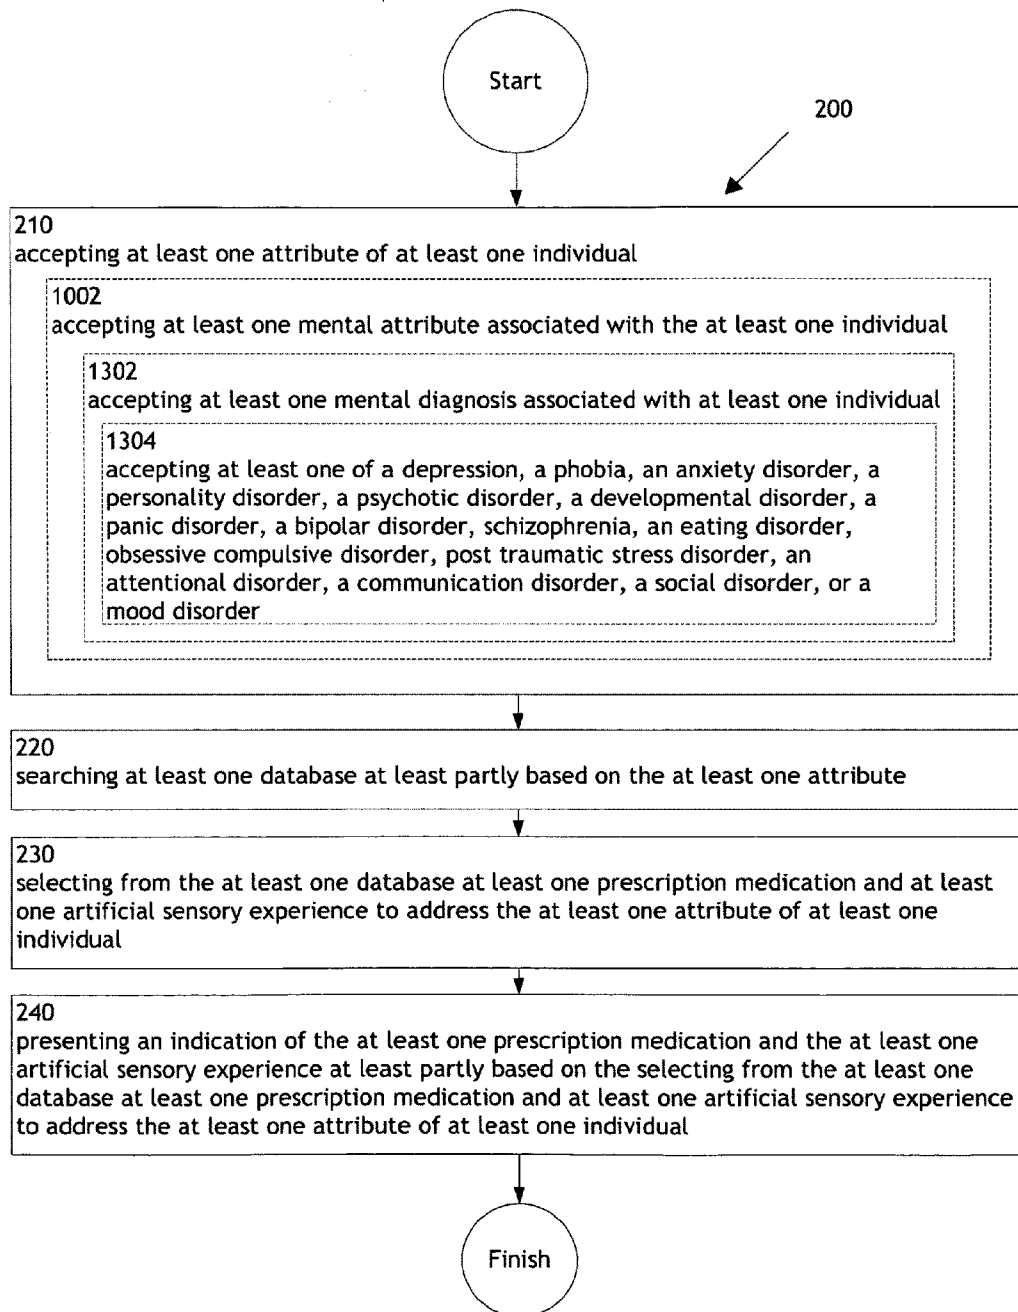 Start
200
210
accepting at least one attribute of at least one individual
1002
accepting at least one mental attribute associated with the at least one individual
1302
accepting at least one mental diagnosis associated with at least one individual
1304
accepting at least one of a depression, a phobia, an anxiety disorder, a
personality disorder, a psychotic disorder, a developmental disorder, a
panic disorder, a bipolar disorder, schizophrenia, an eating disorder,
obsessive compulsive disorder, post traumatic stress disorder, an
attentional disorder, a communication disorder, a social disorder, or a
mood disorder
220
searching at least one database at least partly based on the at least one attribute
230
selecting from the at least one database at least one prescription medication and at least
one artificial sensory experience to address the at least one attribute of at least one
individual
240
presenting an indication of the at least one prescription medication and the at least one
artificial sensory experience at least partly based on the selecting from the at least one
database at least one prescription medication and at least one artificial sensory experience
to address the at least one attribute of at least one individual
Finish